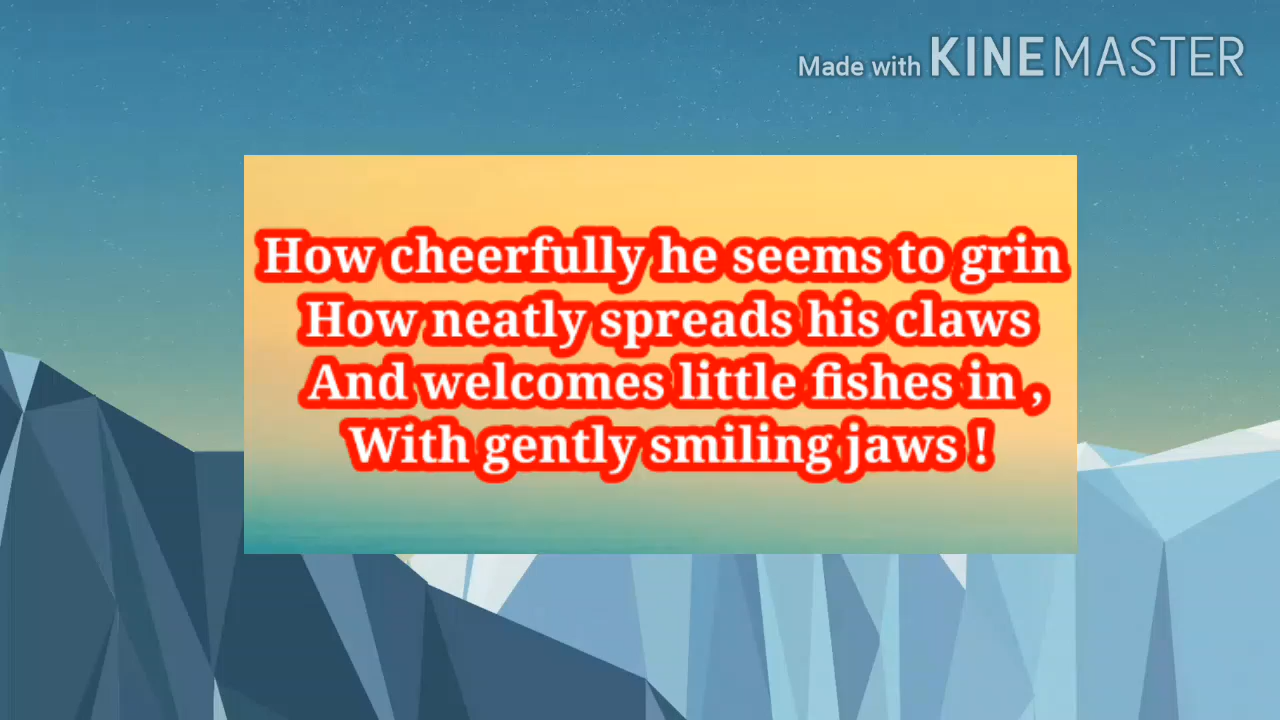 Made with KINEMASTER
How cheerfully he seems to grin
How neatly spreads his claws
And welcomes little fishes in ,
With gently smiling jaws !